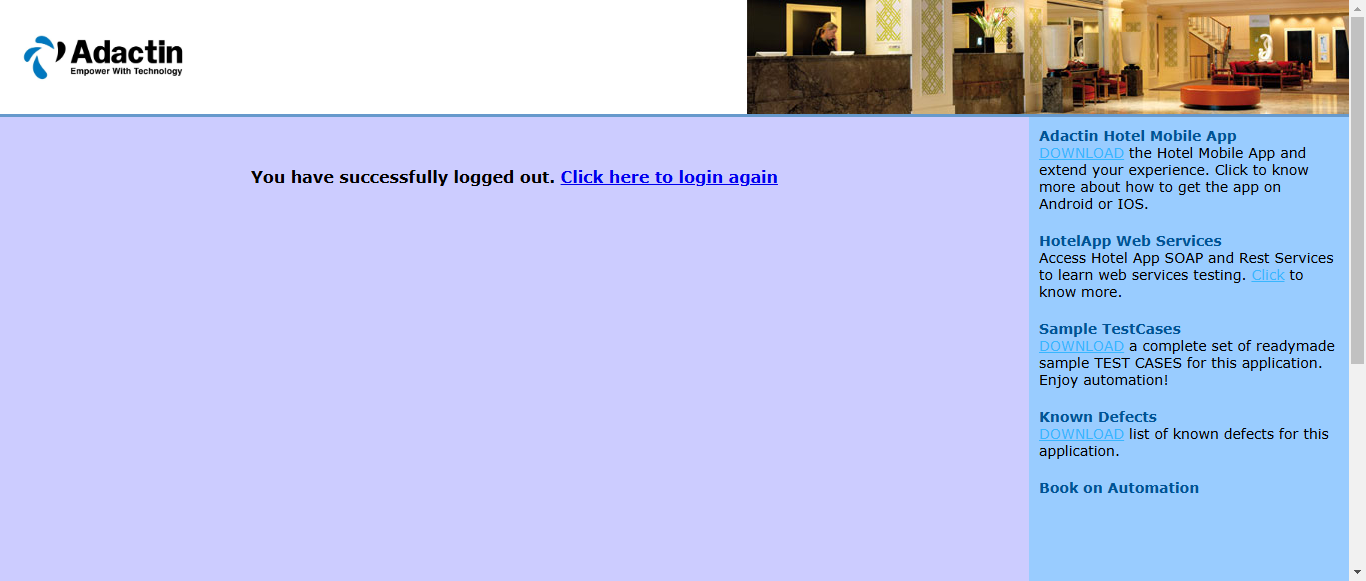 Adactin
Empower With Technology
You have successfully logged out. Click here to login again
Adactin Hotel Mobile App
DOWNLOAD the Hotel Mobile App and
extend your experience. Click to know
more about how to get the app on
Android or IOS.
HotelApp Web Services
Access Hotel App SOAP and Rest Services
to learn web services testing. Click to
know more.
Sample TestCases
DOWNLOAD a complete set of readymade
sample TEST CASES for this application.
Enjoy automation!
Known Defects
DOWNLOAD list of known defects for this
application.
Book on Automation